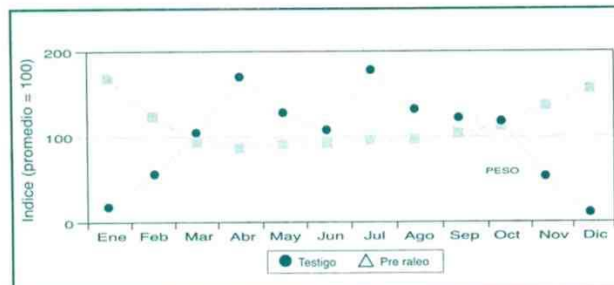 Indice (promedio = 100)
200
100
0
PESO
Ene Feb Mar Abr May Jun Jul Ago Sep Oct Nov Dic
Testigo Pre raleo